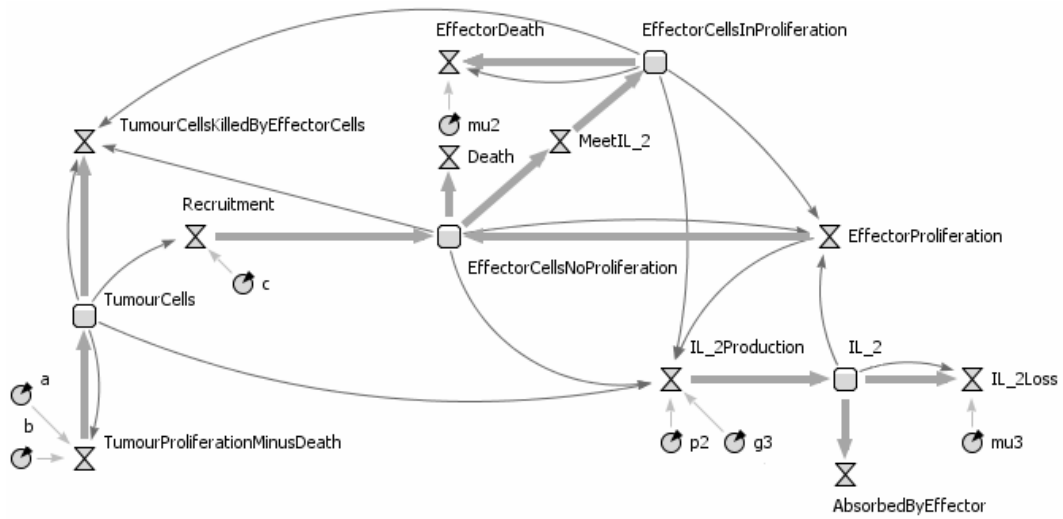 EffectorDeath
EffectorCellsInProliferation
mu2
TumourCellsKilledByEffectorCells
MeetIL_2
Death
Recruitment
EffectorProliferation
EffectorCellsNoProliferation
c
TumourCells
IL_2Production
IL_2
a
IL_2Loss
b
TumourProliferationMinusDeath
p2
g3
mu3
AbsorbedByEffector